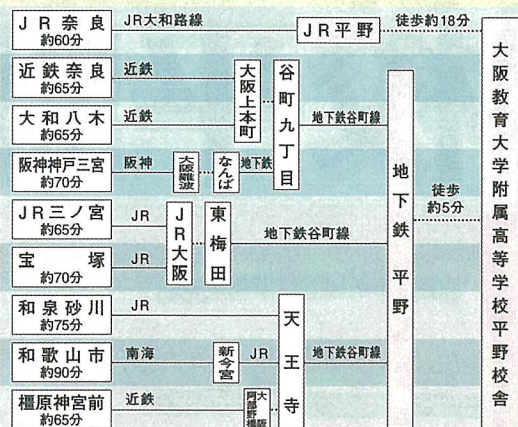 JR奈良
約60分
JR大和路線
JR平野
徒歩約18分
近鉄奈良
約65分
近鉄
大和八木
約65分
近鉄
大阪上本町
谷町九丁目
地下鉄谷町線
阪神神戸三宮
約70分
阪神
大阪難波
なんば
地下鉄
JR三ノ宮
約65分
JR
宝塚
約70分
JR
JR大阪
東梅田
地下鉄谷町線
和泉砂川
約75分
JR
和歌山市
約90分
南海
新今宮
JR
天王寺
地下鉄谷町線
橿原神宮前
約65分
近鉄
大阪
阿部野橋
地下鉄平野
徒歩
約5分
大阪教育大学附属高等学校平野校舎